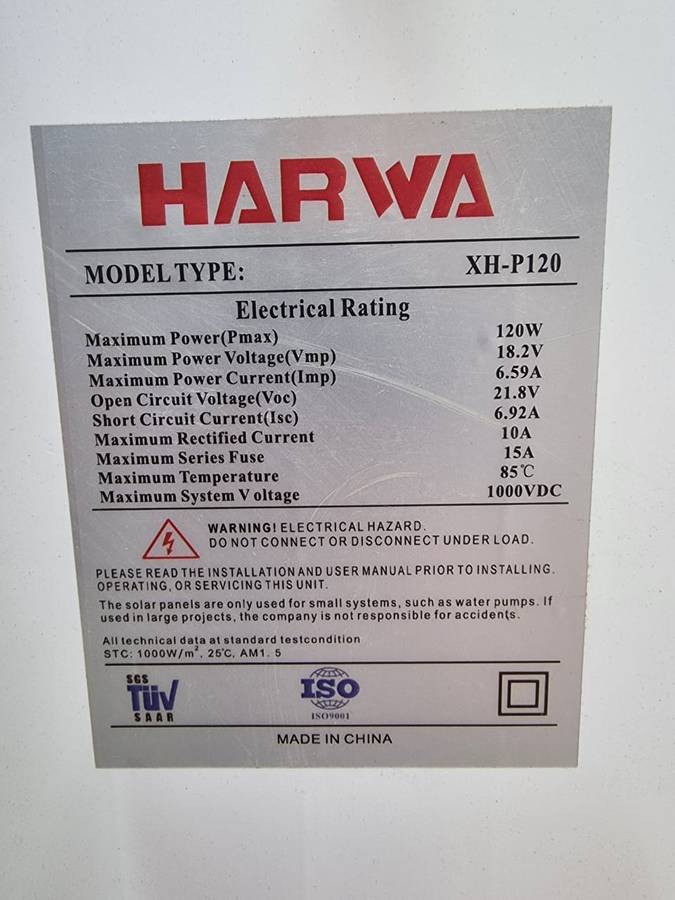 HARWA
MODEL TYPE: XH-P120
Electrical Rating
Maximum Power(Pmax) 120W
Maximum Power Voltage(Vmp) 18.2V
Maximum Power Current(Imp) 6.59A
Open Circuit Voltage(Voc) 21.8V
Short Circuit Current(Isc) 6.92A
Maximum Rectified Current 10A
Maximum Series Fuse 15A
Maximum Temperature 85℃
Maximum System Voltage 1000VDC
WARNING! ELECTRICAL HAZARD.
DO NOT CONNECT OR DISCONNECT UNDER LOAD.
PLEASE READ THE INSTALLATION AND USER MANUAL PRIOR TO INSTALLING.
OPERATING, OR SERVICING THIS UNIT.
The solar panels are only used for small systems, such as water pumps. If
used in large projects, the company is not responsible for accidents.
All technical data at standard testcondition
STC: 1000W/m², 25℃, AM1. 5
SGS
TÜV
SAAR
ISO
ISO9001
MADE IN CHINA